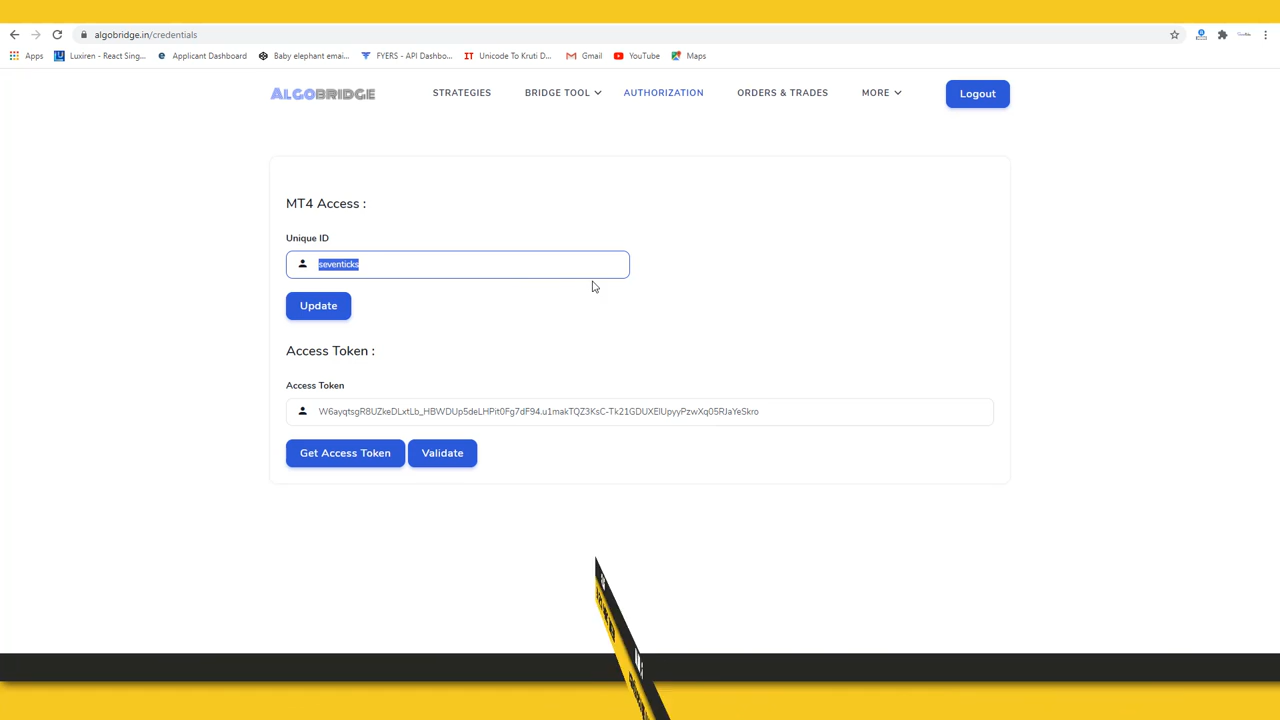 algobridge.in/credentials
Apps
Luxiren - React Sing...
Applicant Dashboard
Baby elephant emai...
FYERS - API Dashbo...
Unicode To Kruti D...
Gmail
YouTube
Maps
ALGOBRIDGE
STRATEGIES
BRIDGE TOOL
AUTHORIZATION
ORDERS & TRADES
MORE
Logout
MT4 Access :
Unique ID
seventicks
Update
Access Token :
Access Token
W6ayqtsgR8UZkeDLxtLb_HBWDUp5deLHPit0Fg7dF94.u1makTQZ3KsC-Tk21GDUXElUpyyPzwXq05RJaYeSkro
Get Access Token
Validate